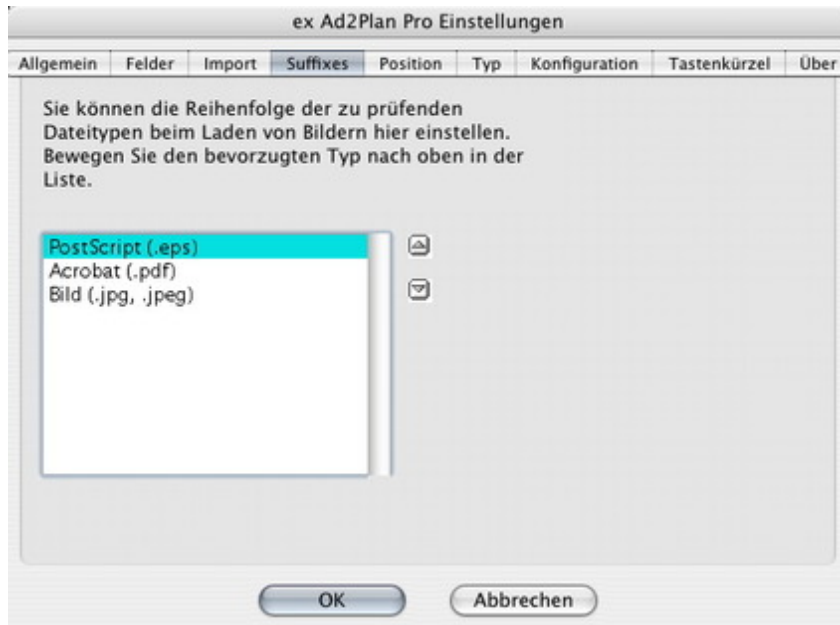 ex Ad2Plan Pro Einstellungen
Allgemein Felder Import Suffixes Position Typ Konfiguration Tastenkürzel Über
Sie können die Reihenfolge der zu prüfenden
Dateitypen beim Laden von Bildern hier einstellen.
Bewegen Sie den bevorzugten Typ nach oben in der
Liste.
PostScript (.eps)
Acrobat (.pdf)
Bild (.jpg, .jpeg)
OK Abbrechen